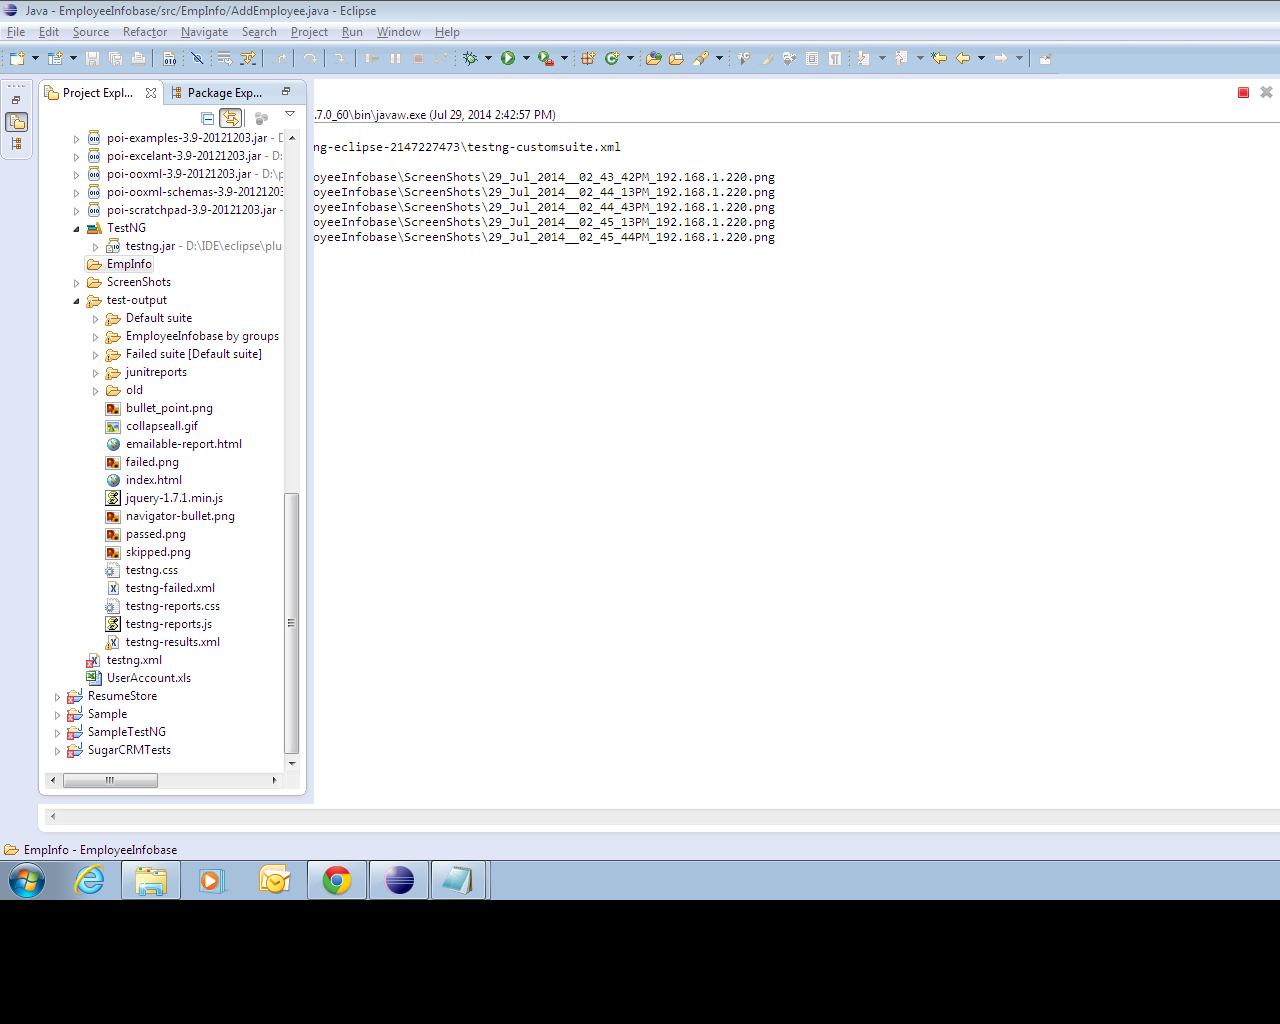 Java - EmployeeInfobase/src/EmpInfo/AddEmployee.java - Eclipse
File Edit Source Refactor Navigate Search Project Run Window Help
Project Expl... Package Exp...
.7.0_60\bin\javaw.exe (Jul 29, 2014 2:42:57 PM)
poi-examples-3.9-20121203.jar -
poi-excelant-3.9-20121203.jar - D:
poi-ooxml-3.9-20121203.jar - D:\p
poi-ooxml-schemas-3.9-20121203
poi-scratchpad-3.9-20121203.jar -
TestNG
testng.jar - D:\IDE\eclipse\plu
EmpInfo
ScreenShots
test-output
Default suite
EmployeeInfobase by groups
Failed suite [Default suite]
junitreports
old
bullet_point.png
collapseall.gif
emailable-report.html
failed.png
index.html
jquery-1.7.1.min.js
navigator-bullet.png
passed.png
skipped.png
testng.css
testng-failed.xml
testng-reports.css
testng-reports.js
testng-results.xml
testng.xml
UserAccount.xls
ResumeStore
Sample
SampleTestNG
SugarCRMTests
ng-eclipse-2147227473\testng-customsuite.xml
oyeeInfobase\ScreenShots\29_Jul_2014__02_43_42PM_192.168.1.220.png
oyeeInfobase\ScreenShots\29_Jul_2014__02_44_13PM_192.168.1.220.png
oyeeInfobase\ScreenShots\29_Jul_2014__02_44_43PM_192.168.1.220.png
oyeeInfobase\ScreenShots\29_Jul_2014__02_45_13PM_192.168.1.220.png
oyeeInfobase\ScreenShots\29_Jul_2014__02_45_44PM_192.168.1.220.png
EmpInfo - EmployeeInfobase